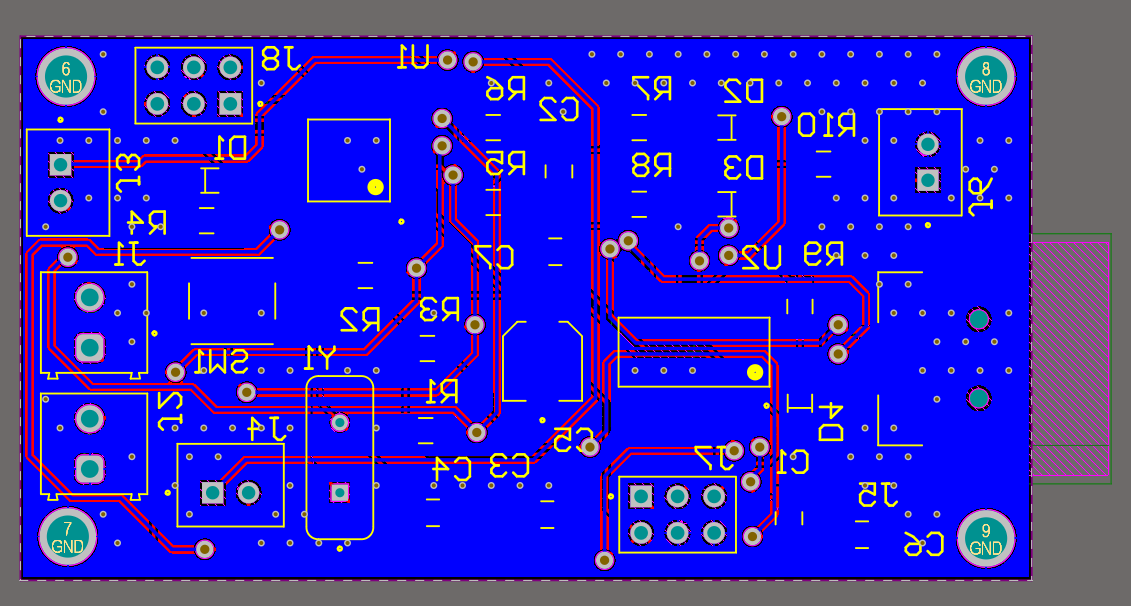 6
GND
J8
U1
R6
R7
D2
8
GND
C2
R10
D1
J3
R5
R8
D3
J6
R4
J1
C7
U2
R9
R2
R3
SW1
Y1
J2
R1
J4
C5
D4
J7
C1
C4
C3
J5
7
GND
C6
9
GND